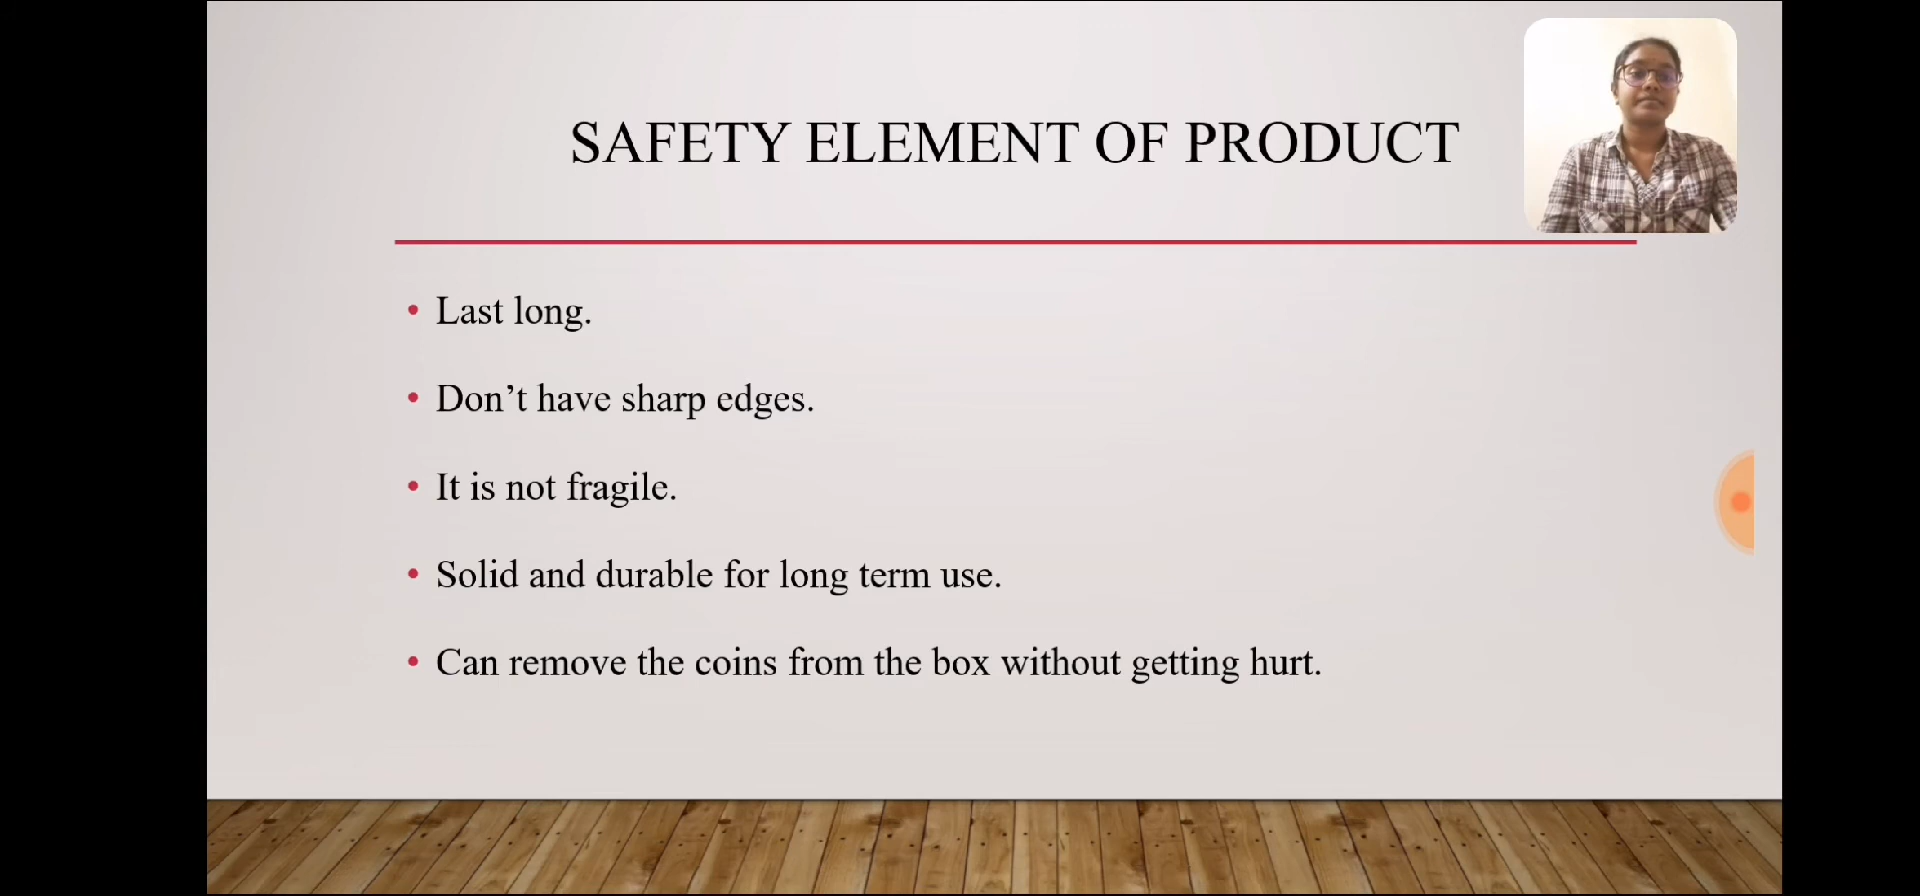 SAFETY ELEMENT OF PRODUCT
• Last long.
• Don’t have sharp edges.
• It is not fragile.
• Solid and durable for long term use.
• Can remove the coins from the box without getting hurt.